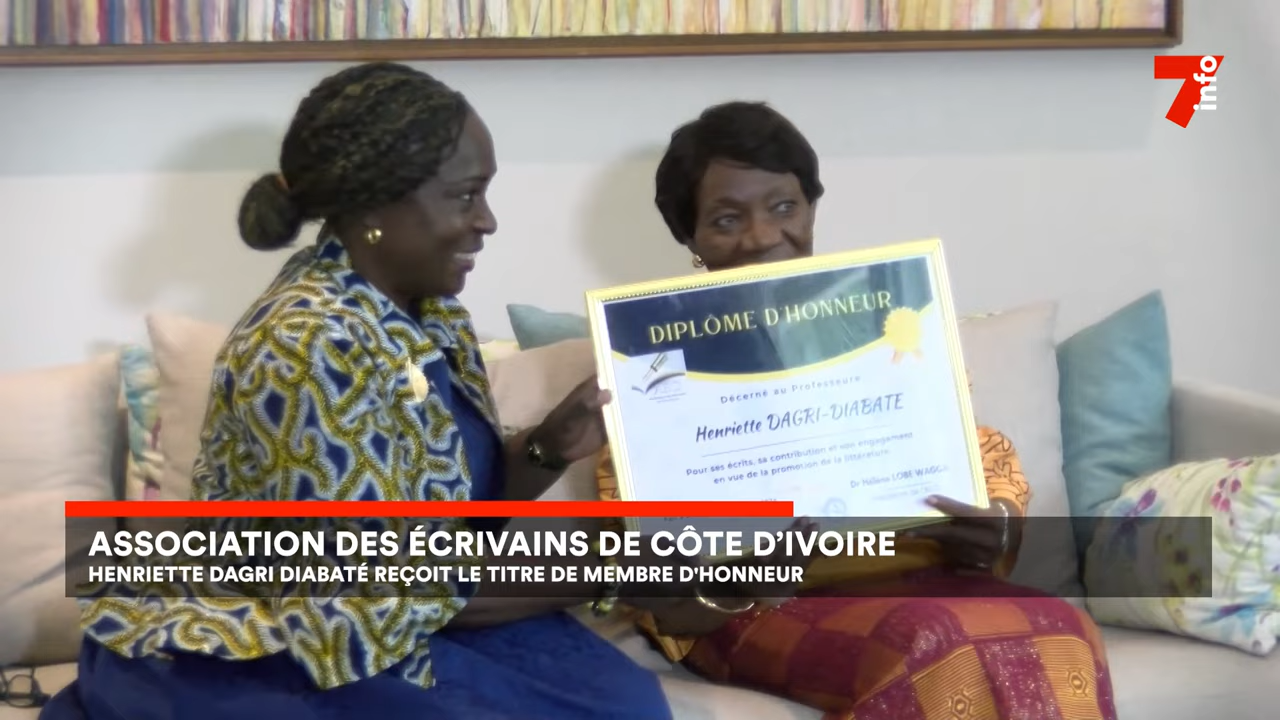 7 info
DIPLÔME D'HONNEUR
Décerné au Professeure
Henriette DAGRI-DIABATE
Pour ses écrits, sa contribution et son engagement
en vue de la promotion de la littérature
Dr Hélène LOBE
ASSOCIATION DES ÉCRIVAINS DE CÔTE D’IVOIRE
HENRIETTE DAGRI DIABATÉ REÇOIT LE TITRE DE MEMBRE D'HONNEUR